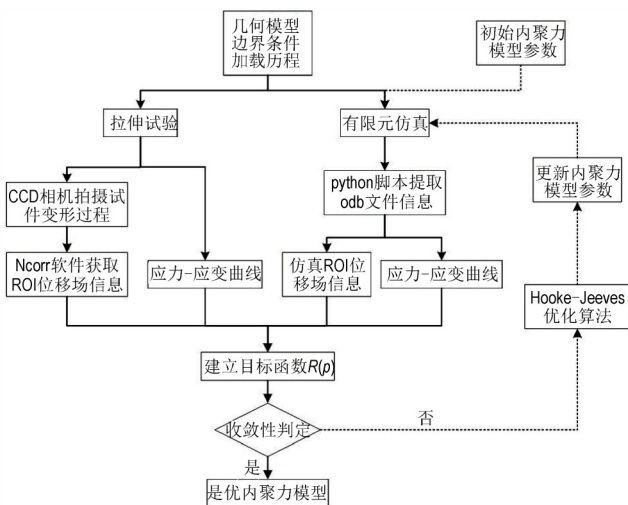 几何模型
边界条件
加载历程
初始内聚力
模型参数
拉伸试验
有限元仿真
CCD相机拍摄试
件变形过程
python脚本提取
odb文件信息
更新内聚力
模型参数
Ncorr软件获取
ROI位移场信息
应力-应变曲线
仿真ROI位
移场信息
应力-应变曲线
Hooke-Jeeves
优化算法
建立目标函数R(p)
收敛性判定
否
是
是优内聚力模型